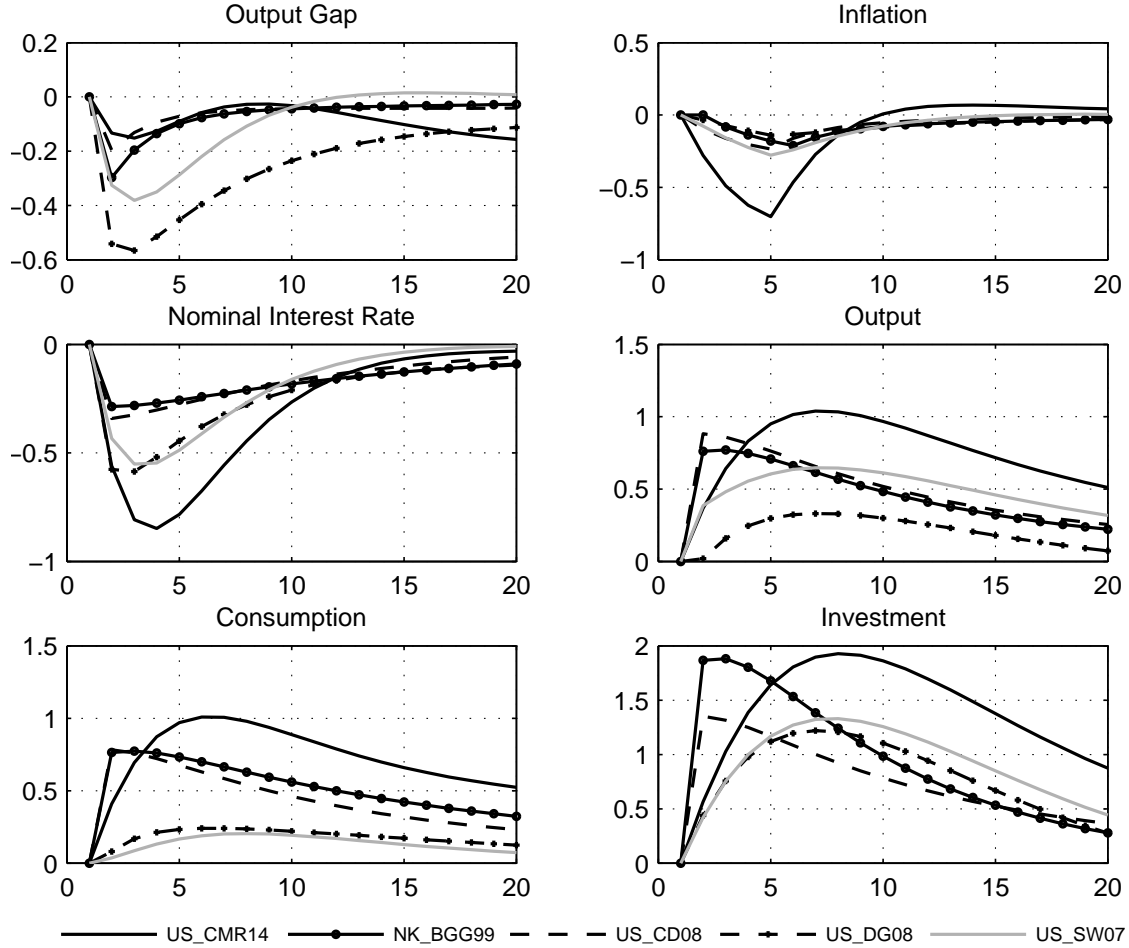 Output Gap
0.2
0
−0.2
−0.4
−0.6
0 5 10 15 20
Inflation
0.5
0
−0.5
−1
0 5 10 15 20
Nominal Interest Rate
0
−0.5
−1
0 5 10 15 20
Output
1.5
1
0.5
0
0 5 10 15 20
Consumption
1.5
1
0.5
0
0 5 10 15 20
Investment
2
1.5
1
0.5
0
0 5 10 15 20
US_CMR14 NK_BGG99 US_CD08 US_DG08 US_SW07